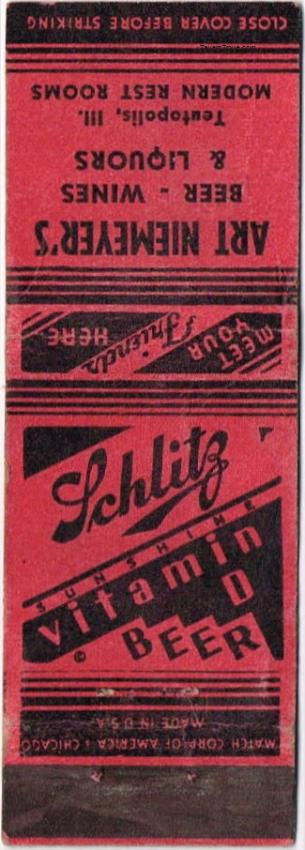 CLOSE COVER BEFORE STRIKING
ART NIEMEYER'S
BEER - WINES
& LIQUORS
Teutopolis, Ill.
MODERN REST ROOMS
MEET
YOUR
Friends
HERE
Schlitz
SUNSHINE
vitamin
D
BEER
©
MADE IN U.S.A.
MATCH CORP. OF AMERICA, CHICAGO